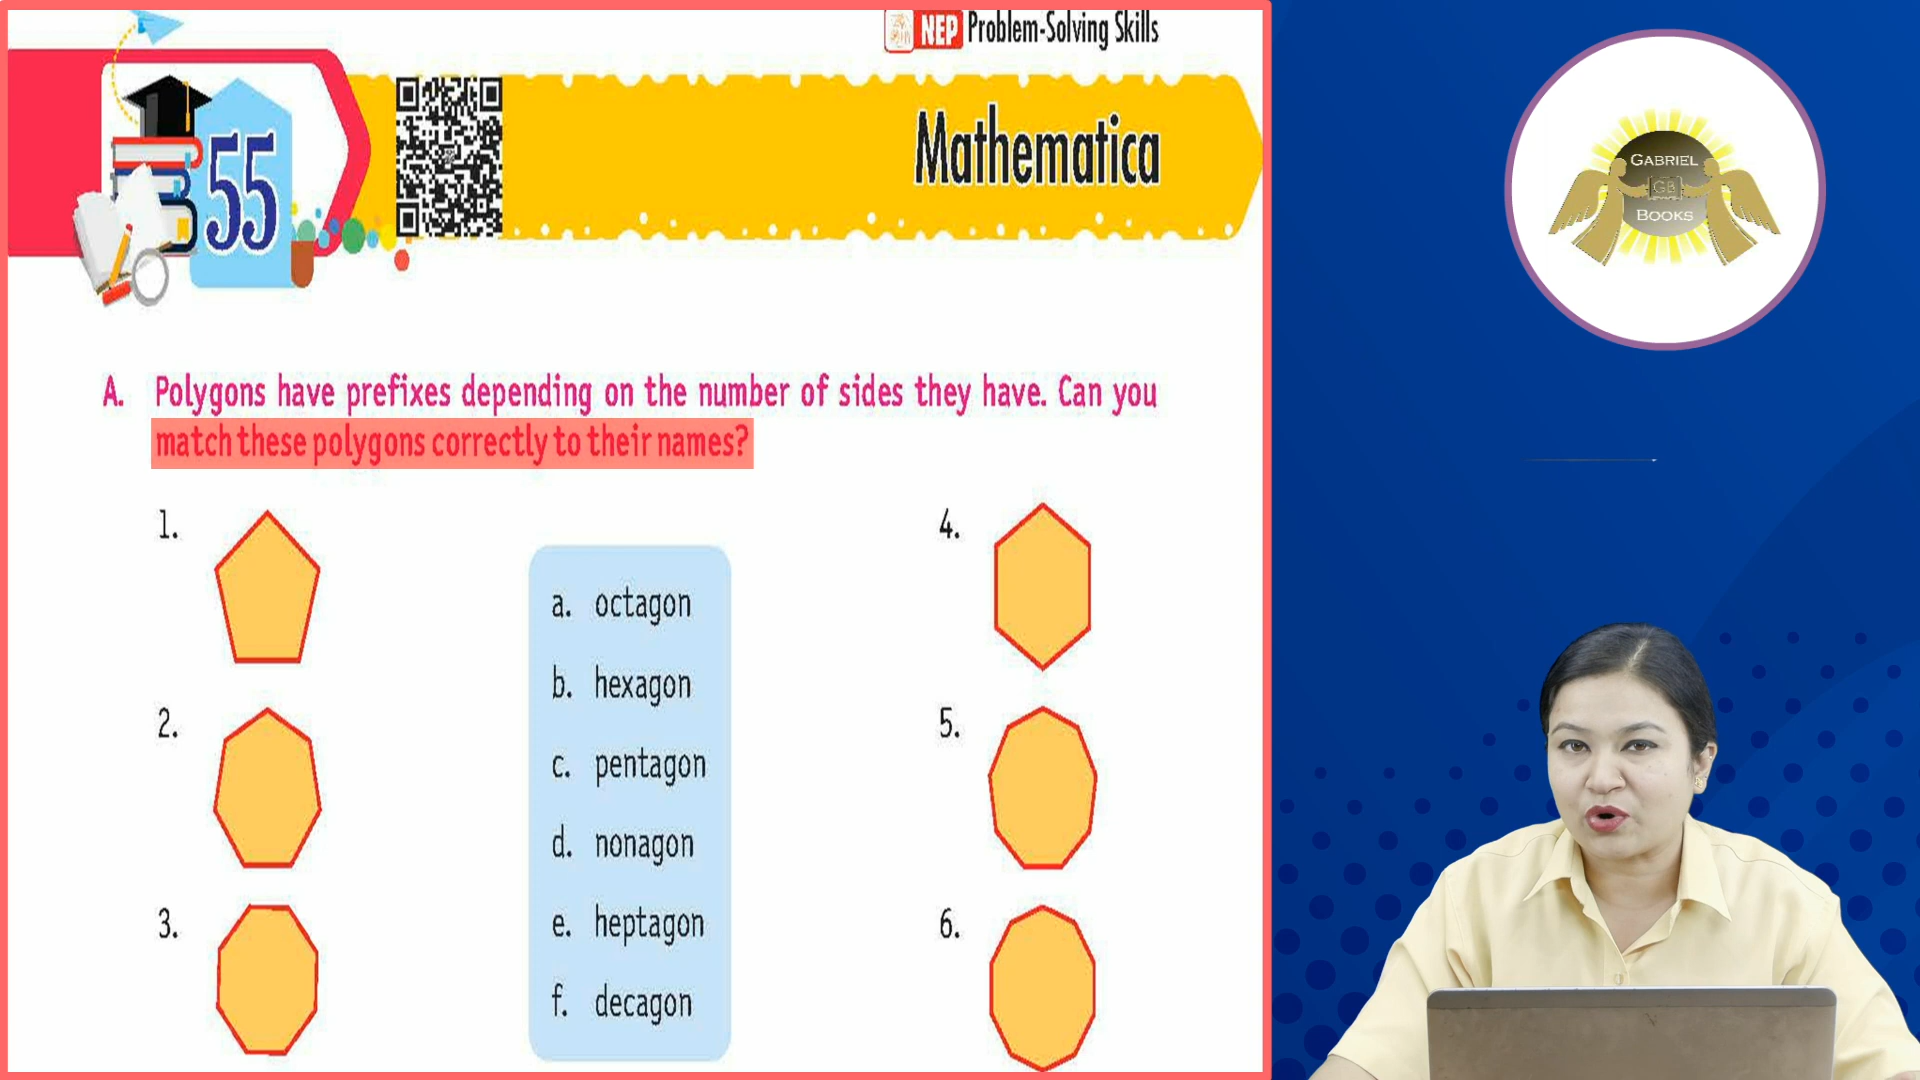 NEP Problem-Solving Skills
55
Mathematica
A. Polygons have prefixes depending on the number of sides they have. Can you
match these polygons correctly to their names?
1.
2.
3.
a. octagon
b. hexagon
c. pentagon
d. nonagon
e. heptagon
f. decagon
4.
5.
6.
GABRIEL
GB
BOOKS